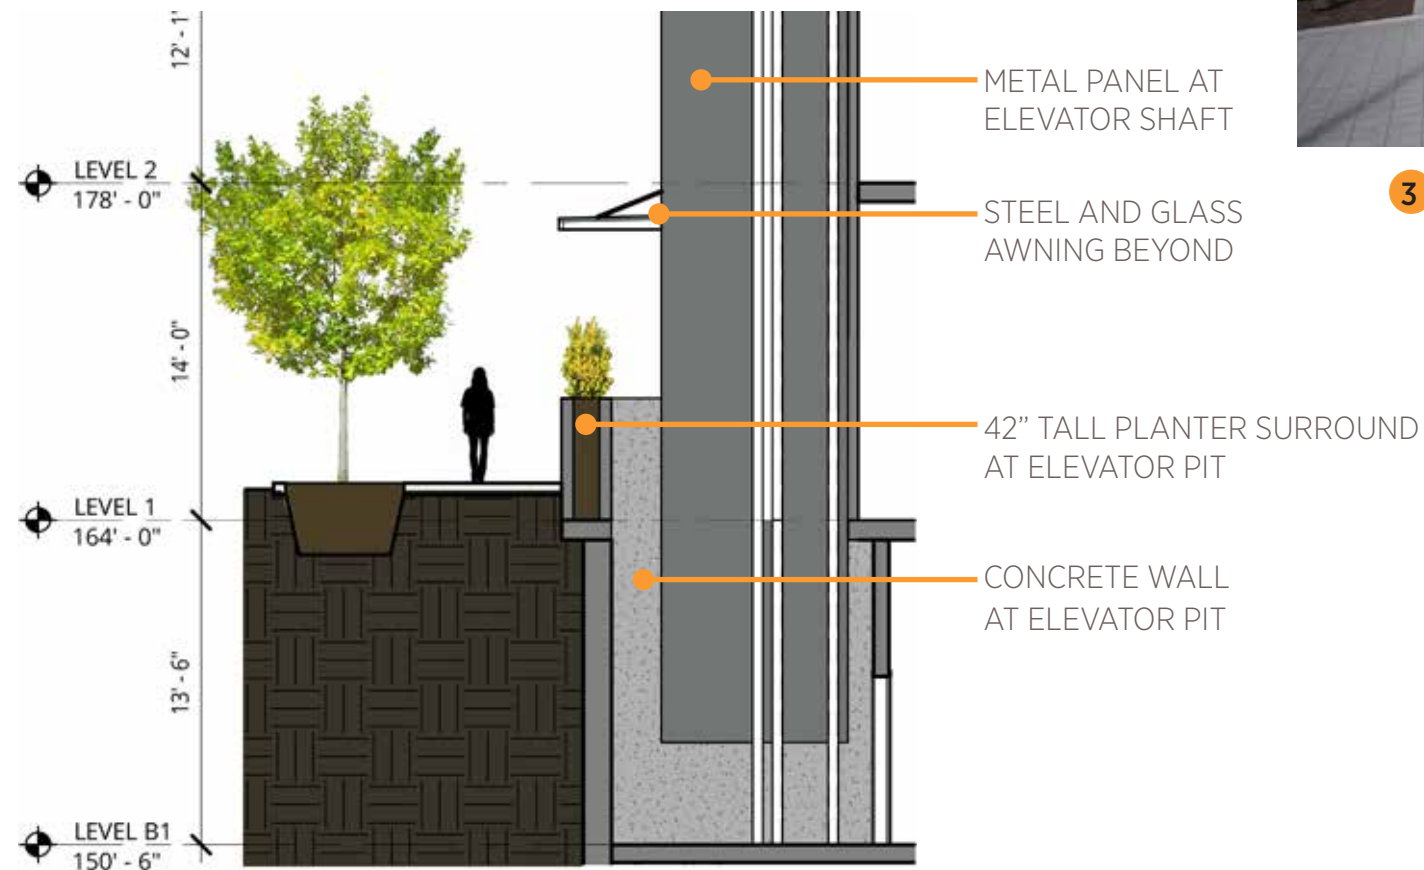 12' - 1"
LEVEL 2
178' - 0"
14' - 0"
LEVEL 1
164' - 0"
13' - 6"
LEVEL B1
150' - 6"
METAL PANEL AT
ELEVATOR SHAFT
3
STEEL AND GLASS
AWNING BEYOND
42” TALL PLANTER SURROUND
AT ELEVATOR PIT
CONCRETE WALL
AT ELEVATOR PIT